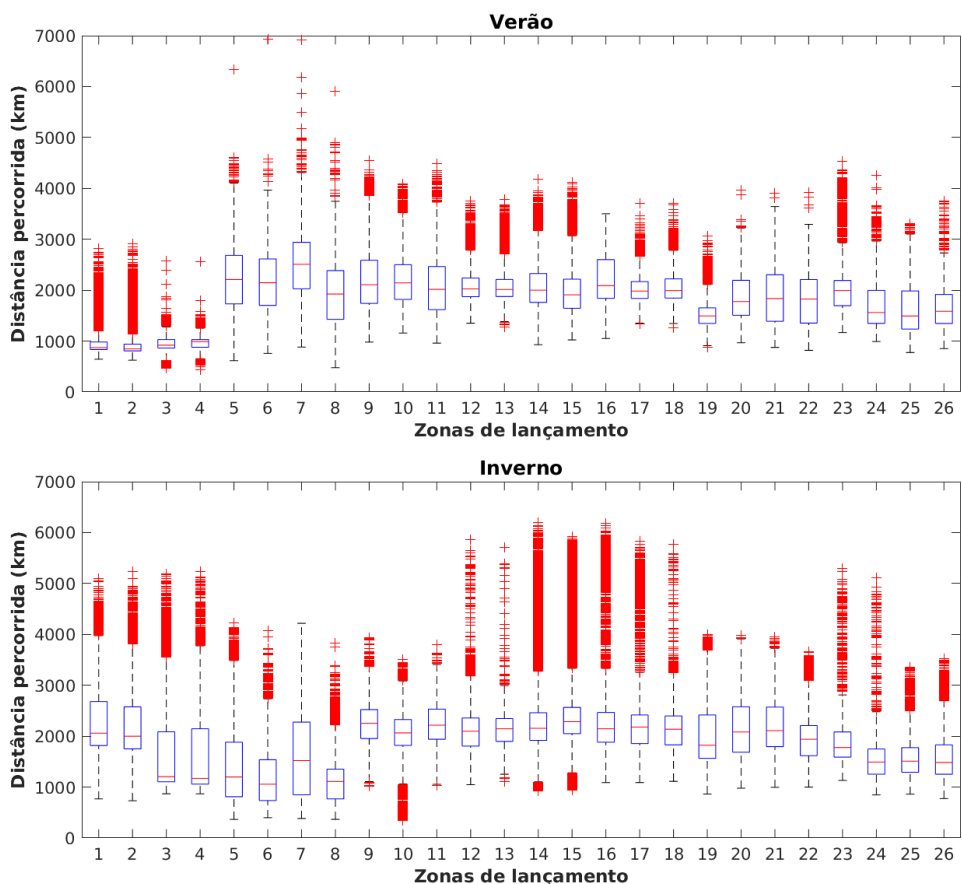 Verão
Distância percorrida (km)
7000
6000
5000
4000
3000
2000
1000
0
1 2 3 4 5 6 7 8 9 10 11 12 13 14 15 16 17 18 19 20 21 22 23 24 25 26
Zonas de lançamento
Inverno
Distância percorrida (km)
7000
6000
5000
4000
3000
2000
1000
0
1 2 3 4 5 6 7 8 9 10 11 12 13 14 15 16 17 18 19 20 21 22 23 24 25 26
Zonas de lançamento